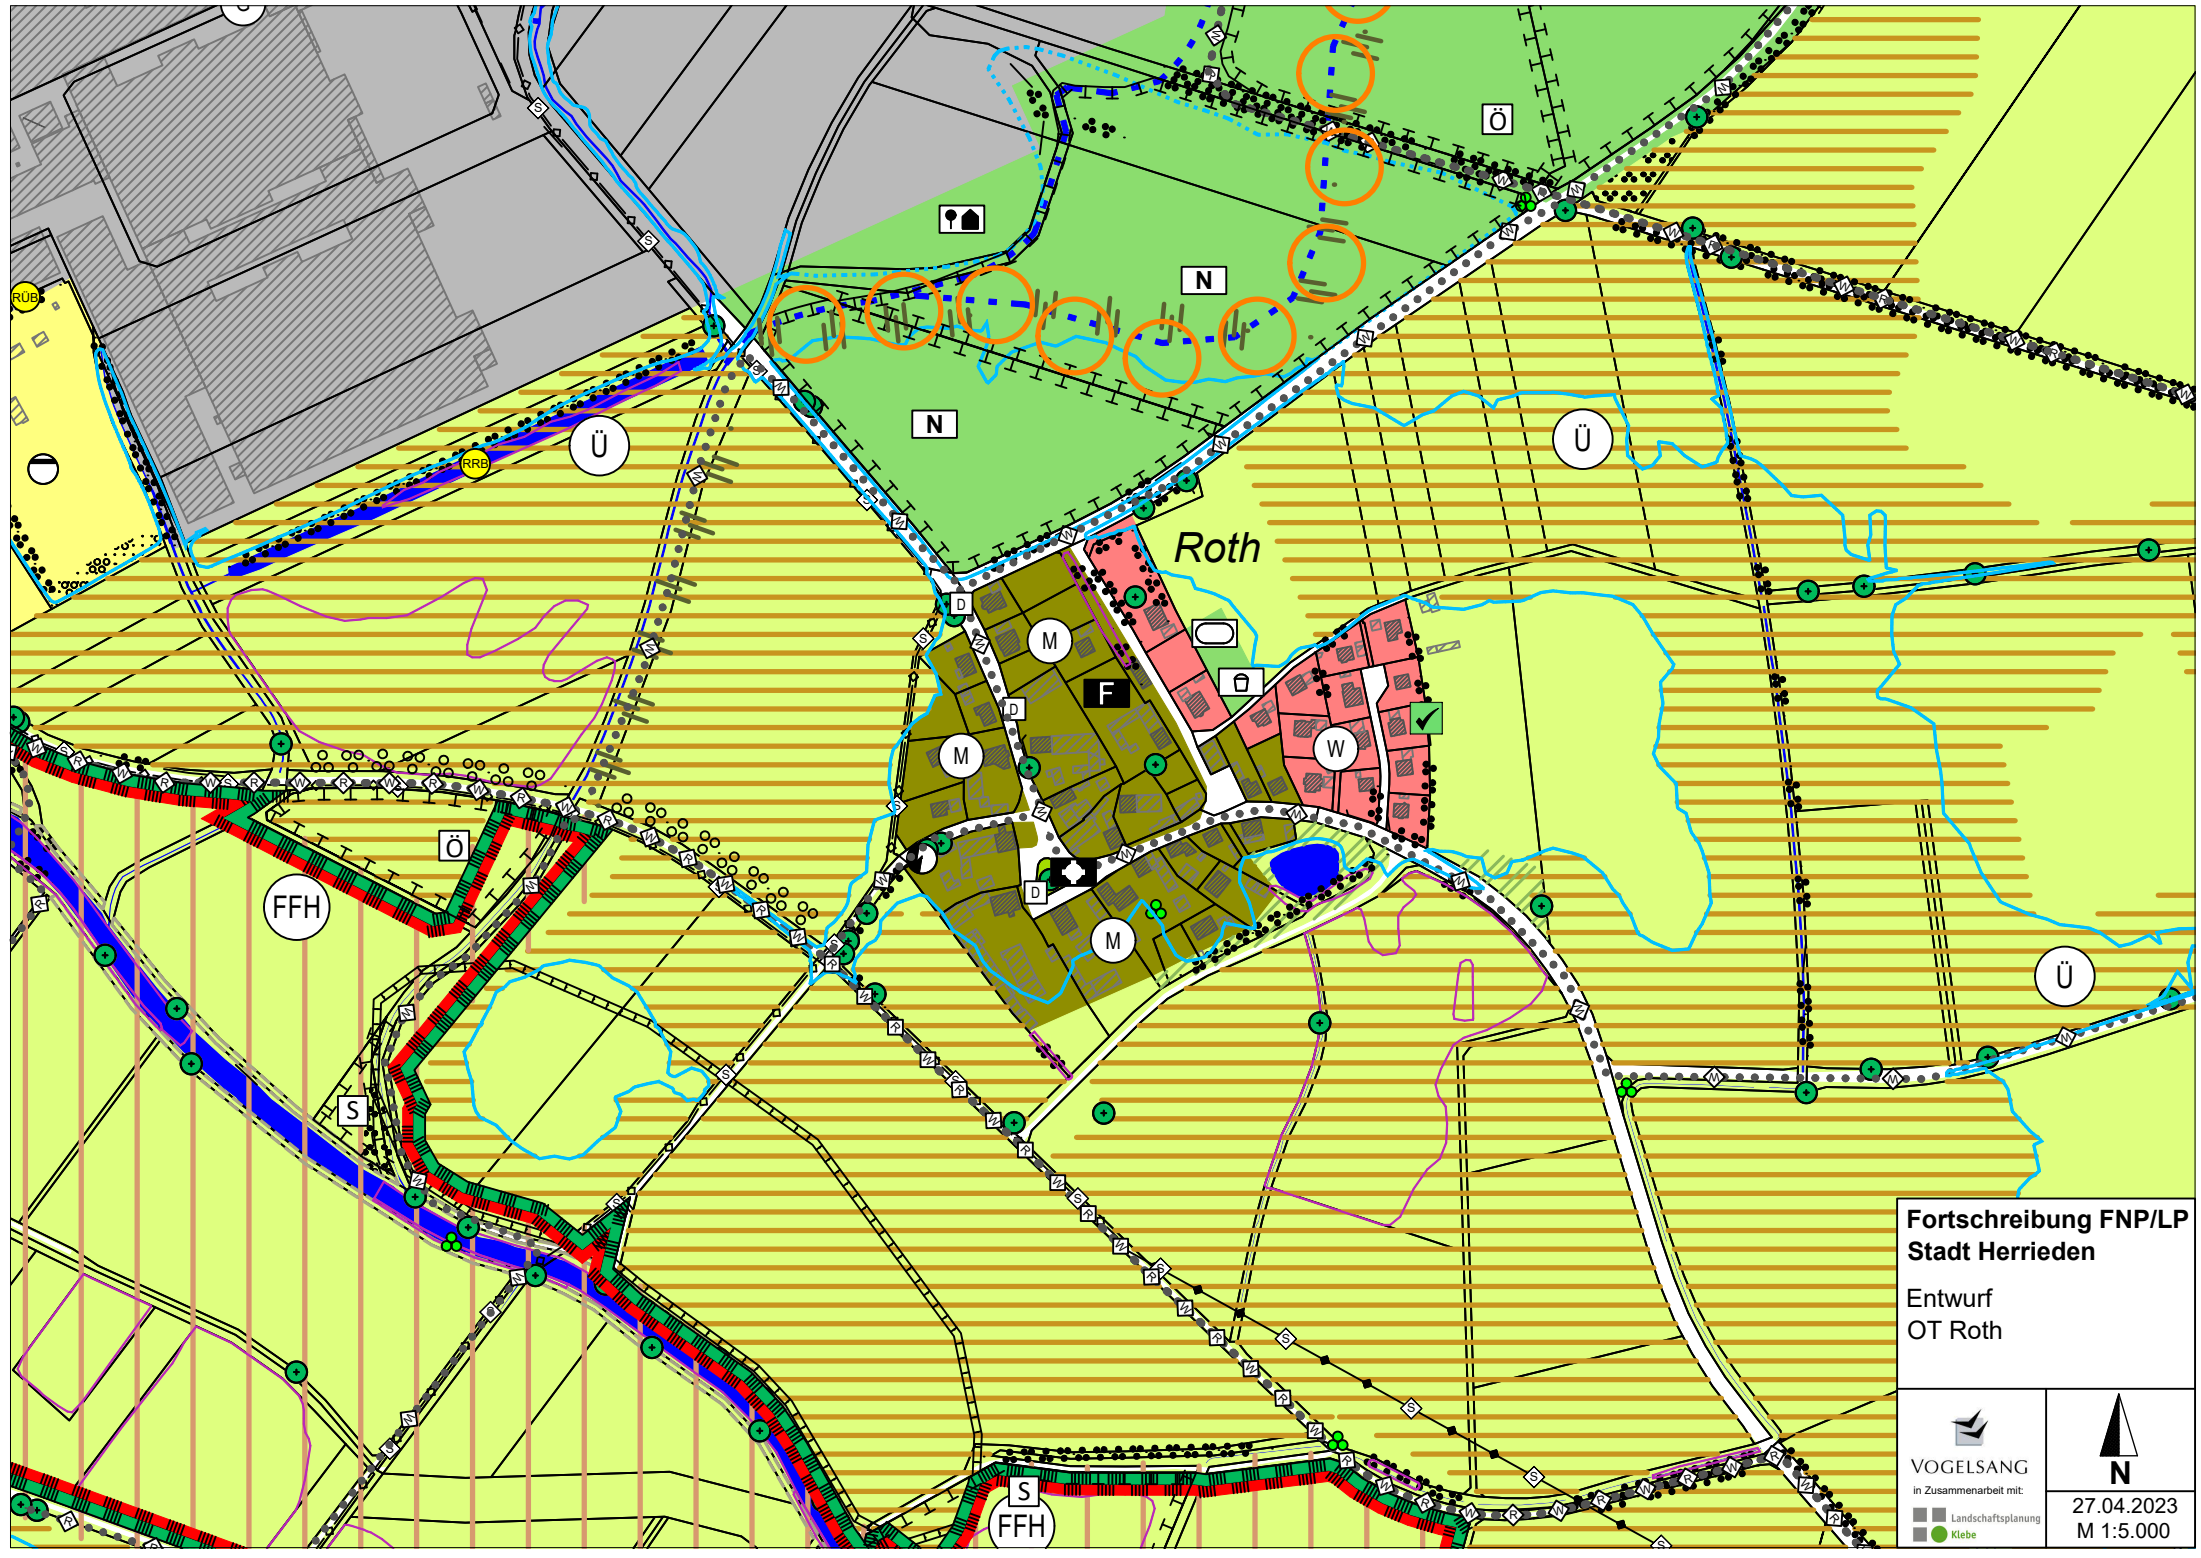 Ö
N
N
RÜB
RRB
Ü
Ü
Roth
D
M
M
F
D
W
Ö
FFH
D
M
Ü
S
S
FFH
Fortschreibung FNP/LP
Stadt Herrieden
Entwurf
OT Roth
VOGELSANG
in Zusammenarbeit mit:
Landschaftsplanung
Klebe
N
27.04.2023
M 1:5.000